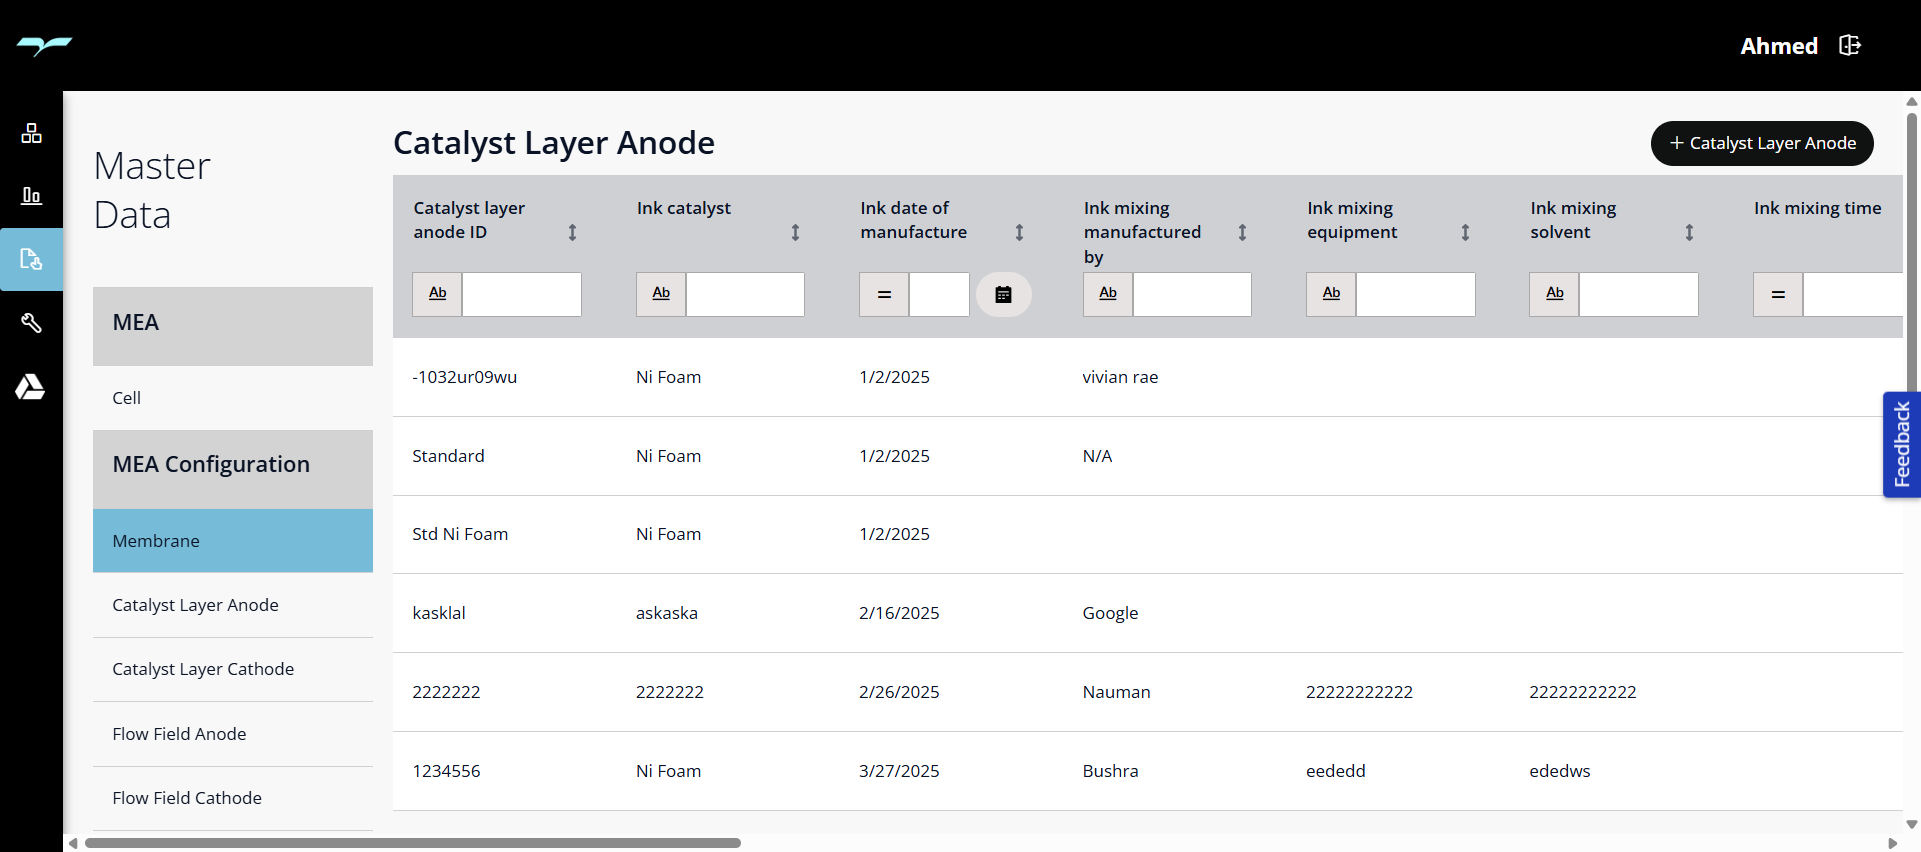 Ahmed
Master
Data
MEA
Cell
MEA Configuration
Membrane
Catalyst Layer Anode
Catalyst Layer Cathode
Flow Field Anode
Flow Field Cathode
Catalyst Layer Anode
+ Catalyst Layer Anode
Catalyst layer
anode ID
Ink catalyst
Ink date of
manufacture
Ink mixing
manufactured
by
Ink mixing
equipment
Ink mixing
solvent
Ink mixing time
Ab
Ab
=
Ab
Ab
Ab
=
-1032ur09wu Ni Foam 1/2/2025 vivian rae
Standard Ni Foam 1/2/2025 N/A
Std Ni Foam Ni Foam 1/2/2025
kasklal askaska 2/16/2025 Google
2222222 2222222 2/26/2025 Nauman 22222222222 22222222222
1234556 Ni Foam 3/27/2025 Bushra eededd ededws
Feedback